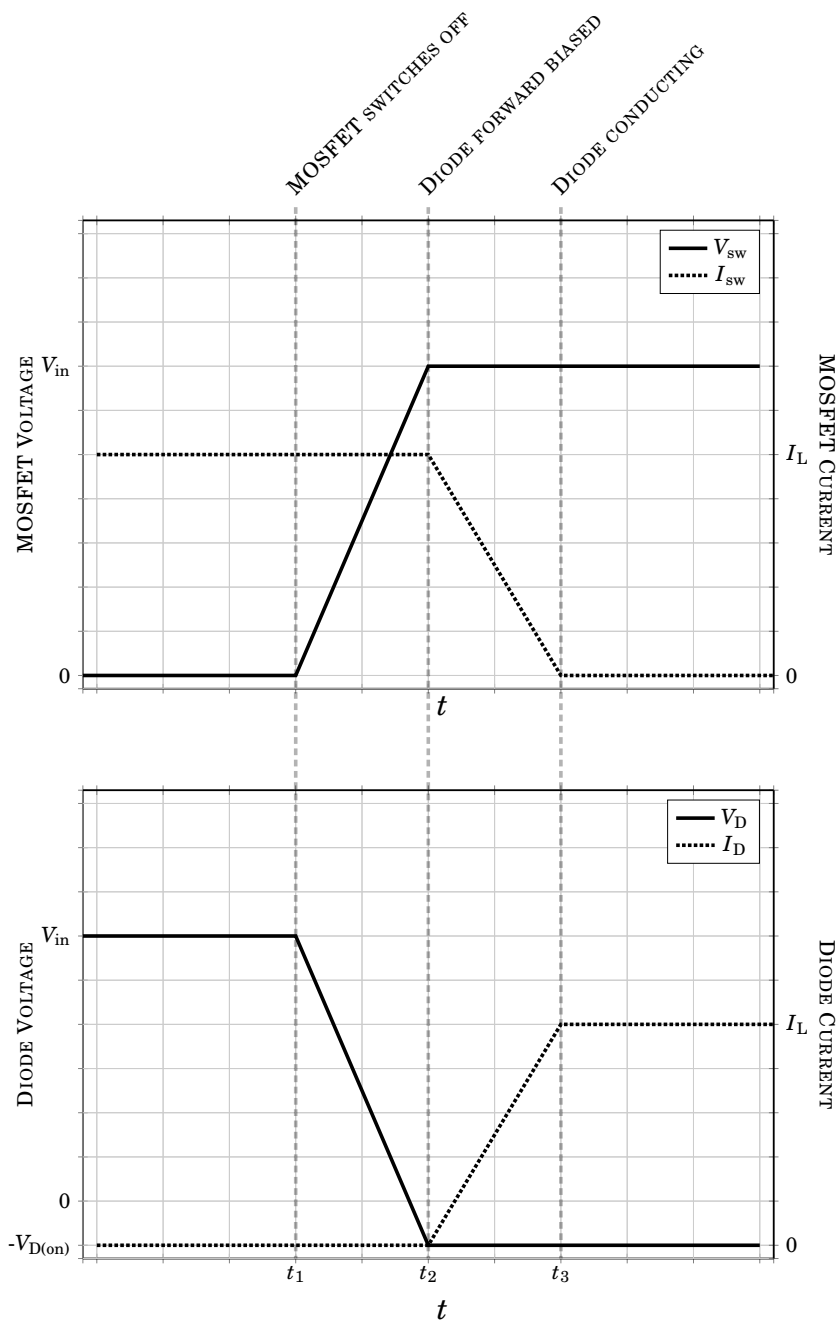 MOSFET SWITCHES OFF
DIODE FORWARD BIASED
DIODE CONDUCTING
V_sw
I_sw
V_in
MOSFET VOLTAGE
MOSFET CURRENT
I_L
0
0
t
V_D
I_D
V_in
DIODE VOLTAGE
DIODE CURRENT
I_L
0
-V_D(on)
0
t_1
t_2
t_3
t